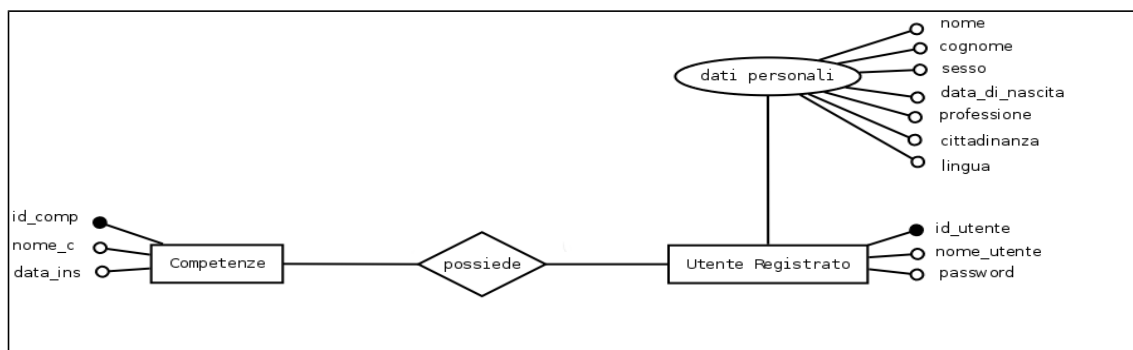 nome
cognome
sesso
dati personali
data_di_nascita
professione
cittadinanza
lingua
id_comp
nome_c
data_ins
Competenze
possiede
Utente Registrato
id_utente
nome_utente
password